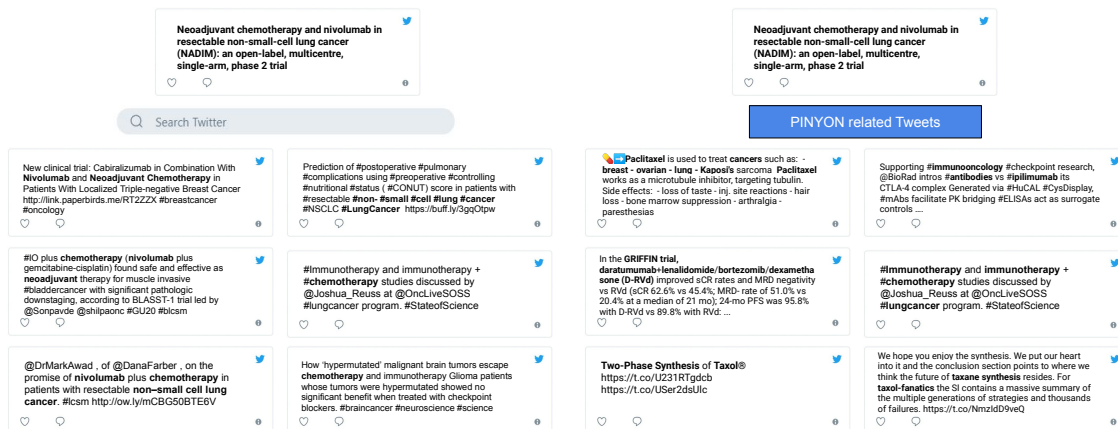 Neoadjuvant chemotherapy and nivolumab in
resectable non-small-cell lung cancer
(NADIM): an open-label, multicentre,
single-arm, phase 2 trial
Search Twitter
New clinical trial: Cabiralizumab in Combination With
Nivolumab and Neoadjuvant Chemotherapy in
Patients With Localized Triple-negative Breast Cancer
http://link.paperbirds.me/RT2ZZX #breastcancer
#oncology
Prediction of #postoperative #pulmonary
#complications using #preoperative #controlling
#nutritional #status ( #CONUT) score in patients with
#resectable #non- #small #cell #lung #cancer
#NSCLC #LungCancer https://buff.ly/3gqOtpw
#IO plus chemotherapy (nivolumab plus
gemcitabine-cisplatin) found safe and effective as
neoadjuvant therapy for muscle invasive
#bladdercancer with significant pathologic
downstaging, according to BLASST-1 trial led by
@Sonpavde @shilpaonc #GU20 #blcsm
#Immunotherapy and immunotherapy +
#chemotherapy studies discussed by
@Joshua_Reuss at @OncLiveSOSS
#lungcancer program. #StateofScience
@DrMarkAwad , of @DanaFarber , on the
promise of nivolumab plus chemotherapy in
patients with resectable non–small cell lung
cancer. #lcsm http://ow.ly/mCBG50BTE6V
How ‘hypermutated’ malignant brain tumors escape
chemotherapy and immunotherapy Glioma patients
whose tumors were hypermutated showed no
significant benefit when treated with checkpoint
blockers. #braincancer #neuroscience #science
Neoadjuvant chemotherapy and nivolumab in
resectable non-small-cell lung cancer
(NADIM): an open-label, multicentre,
single-arm, phase 2 trial
PINYON related Tweets
Paclitaxel is used to treat cancers such as: -
breast - ovarian - lung - Kaposi's sarcoma Paclitaxel
works as a microtubule inhibitor, targeting tubulin.
Side effects: - loss of taste - inj. site reactions - hair
loss - bone marrow suppression - arthralgia -
paresthesias
Supporting #immunooncology #checkpoint research,
@BioRad intros #antibodies vs #ipilimumab its
CTLA-4 complex Generated via #HuCAL #CysDisplay,
#mAbs facilitate PK bridging #ELISAs act as surrogate
controls ....
In the GRIFFIN trial,
daratumumab+lenalidomide/bortezomib/dexametha
sone (D-RVd) improved sCR rates and MRD negativity
vs RVd (sCR 62.6% vs 45.4%; MRD- rate of 51.0% vs
20.4% at a median of 21 mo); 24-mo PFS was 95.8%
with D-RVd vs 89.8% with RVd: ...
#Immunotherapy and immunotherapy +
#chemotherapy studies discussed by
@Joshua_Reuss at @OncLiveSOSS
#lungcancer program. #StateofScience
Two-Phase Synthesis of Taxol®
https://t.co/U231RTgdcb
https://t.co/USer2dsUIc
We hope you enjoy the synthesis. We put our heart
into it and the conclusion section points to where we
think the future of taxane synthesis resides. For
taxol-fanatics the SI contains a massive summary of
the multiple generations of strategies and thousands
of failures. https://t.co/NmzldD9veQ